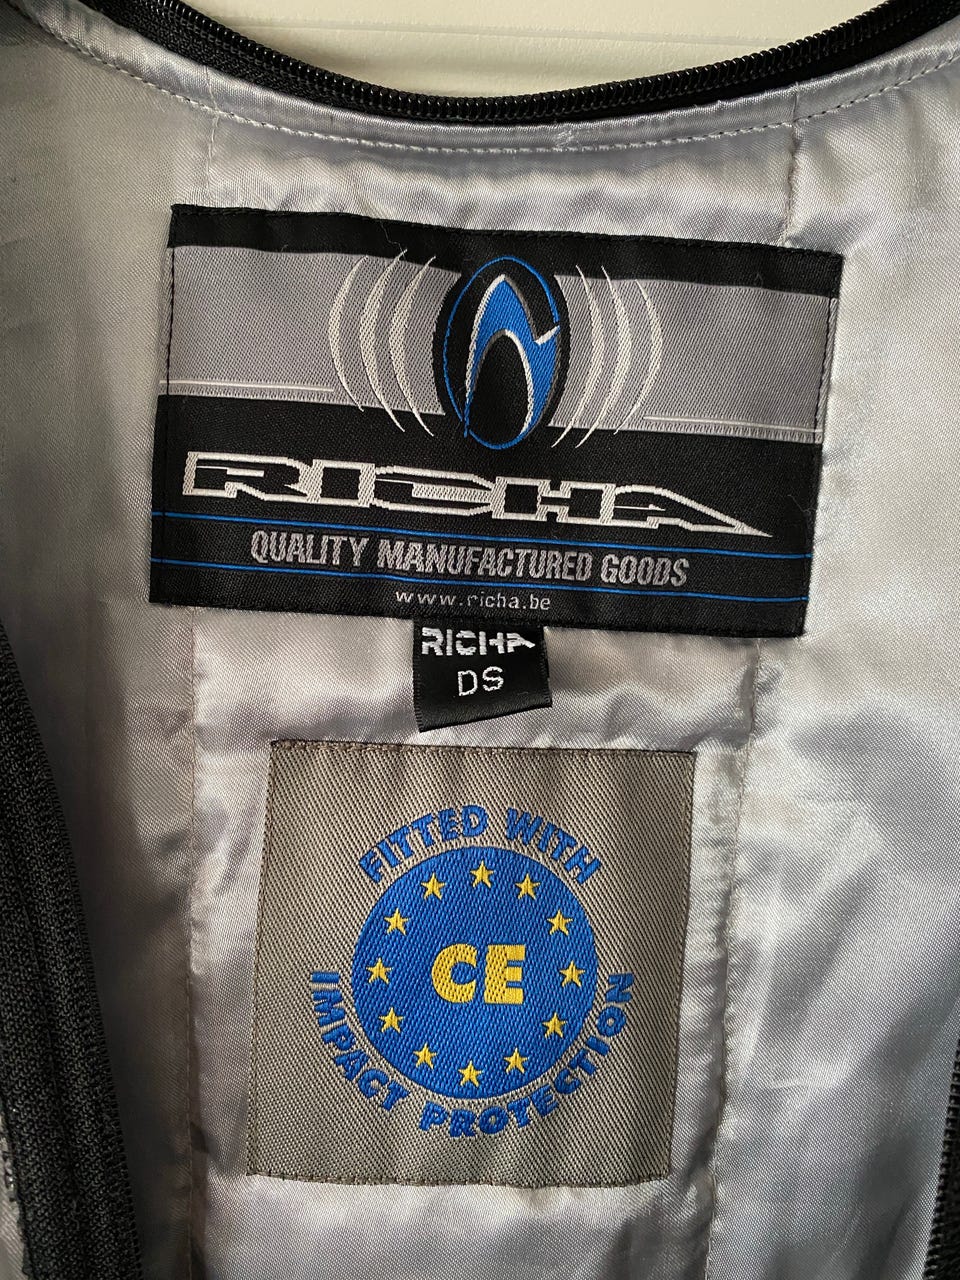 RICHA
QUALITY MANUFACTURED GOODS
www.richa.be
RICHA
DS
FITTED WITH
CE
IMPACT PROTECTION